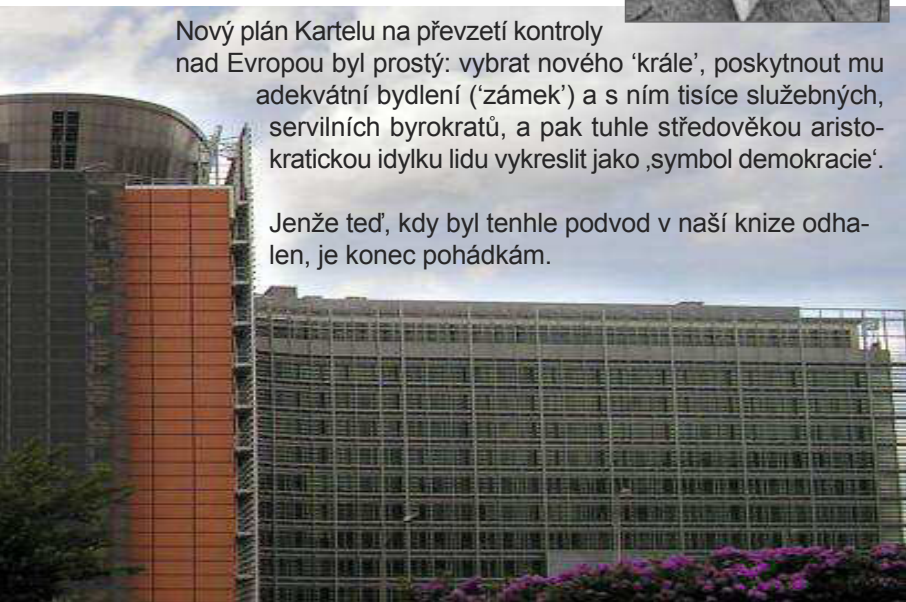 Nový plán Kartelu na převzetí kontroly
nad Evropou byl prostý: vybrat nového ‘krále’, poskytnout mu
adekvátní bydlení (‘zámek’) a s ním tisíce služebných,
servilních byrokratů, a pak tuhle středověkou aristo-
kratickou idylku lidu vykreslit jako ‚symbol demokracie‘.
Jenže teď, kdy byl tenhle podvod v naší knize odha-
len, je konec pohádkám.